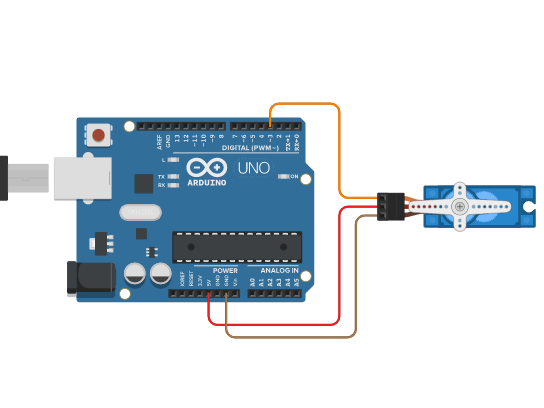 AREF
GND
13
12
~11
~10
~9
8
7
~6
~5
4
~3
2
TX→1
RX←0
DIGITAL (PWM~)
L
TX
RX
UNO
ARDUINO
ON
POWER
ANALOG IN
IOREF
RESET
3.3V
5V
GND
GND
Vin
A0
A1
A2
A3
A4
A5